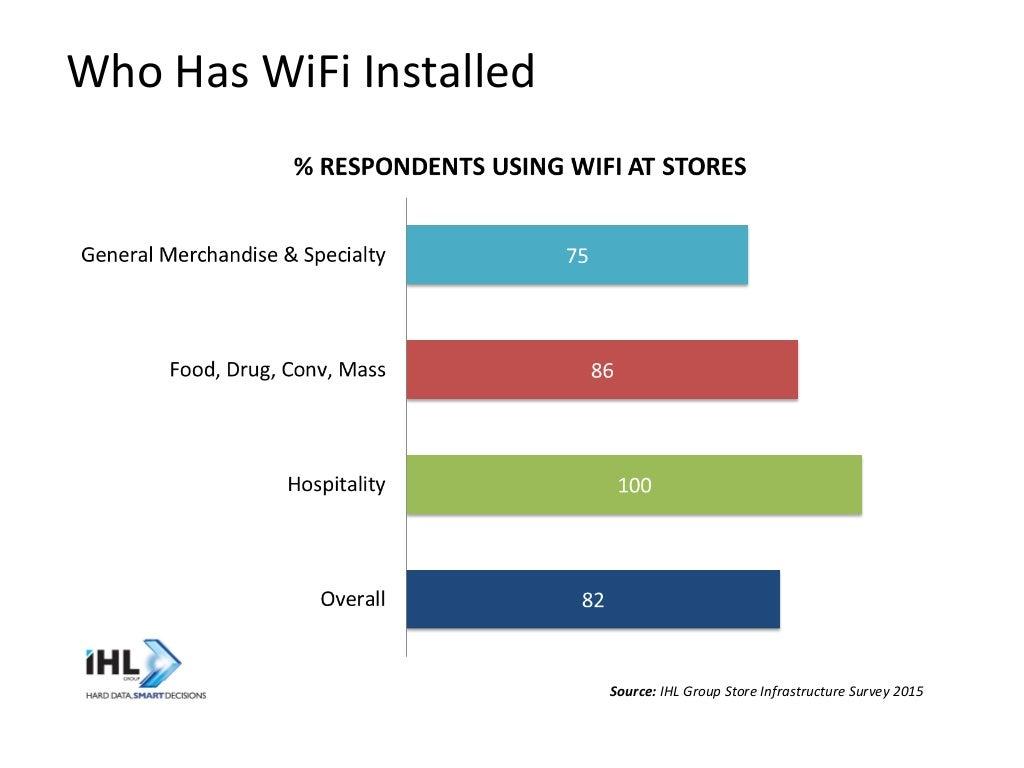 Who Has WiFi Installed
% RESPONDENTS USING WIFI AT STORES
General Merchandise & Specialty
75
Food, Drug, Conv, Mass
86
Hospitality
100
Overall
82
iHL
GROUP
HARD DATA.SMART DECISIONS
Source: IHL Group Store Infrastructure Survey 2015